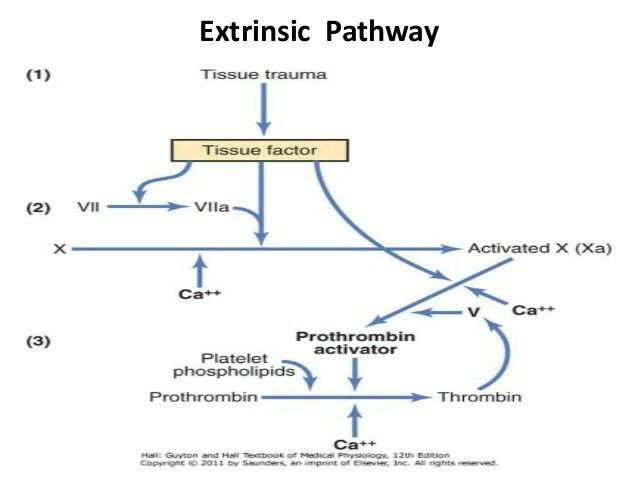 Extrinsic Pathway
(1)
Tissue trauma
Tissue factor
(2)
VII
VIIa
X
Activated X (Xa)
Ca++
V
Ca++
(3)
Prothrombin
activator
Platelet
phospholipids
Prothrombin
Thrombin
Ca++
Hall: Guyton and Hall Textbook of Medical Physiology, 12th Edition
Copyright © 2011 by Saunders, an imprint of Elsevier, Inc. All rights reserved.